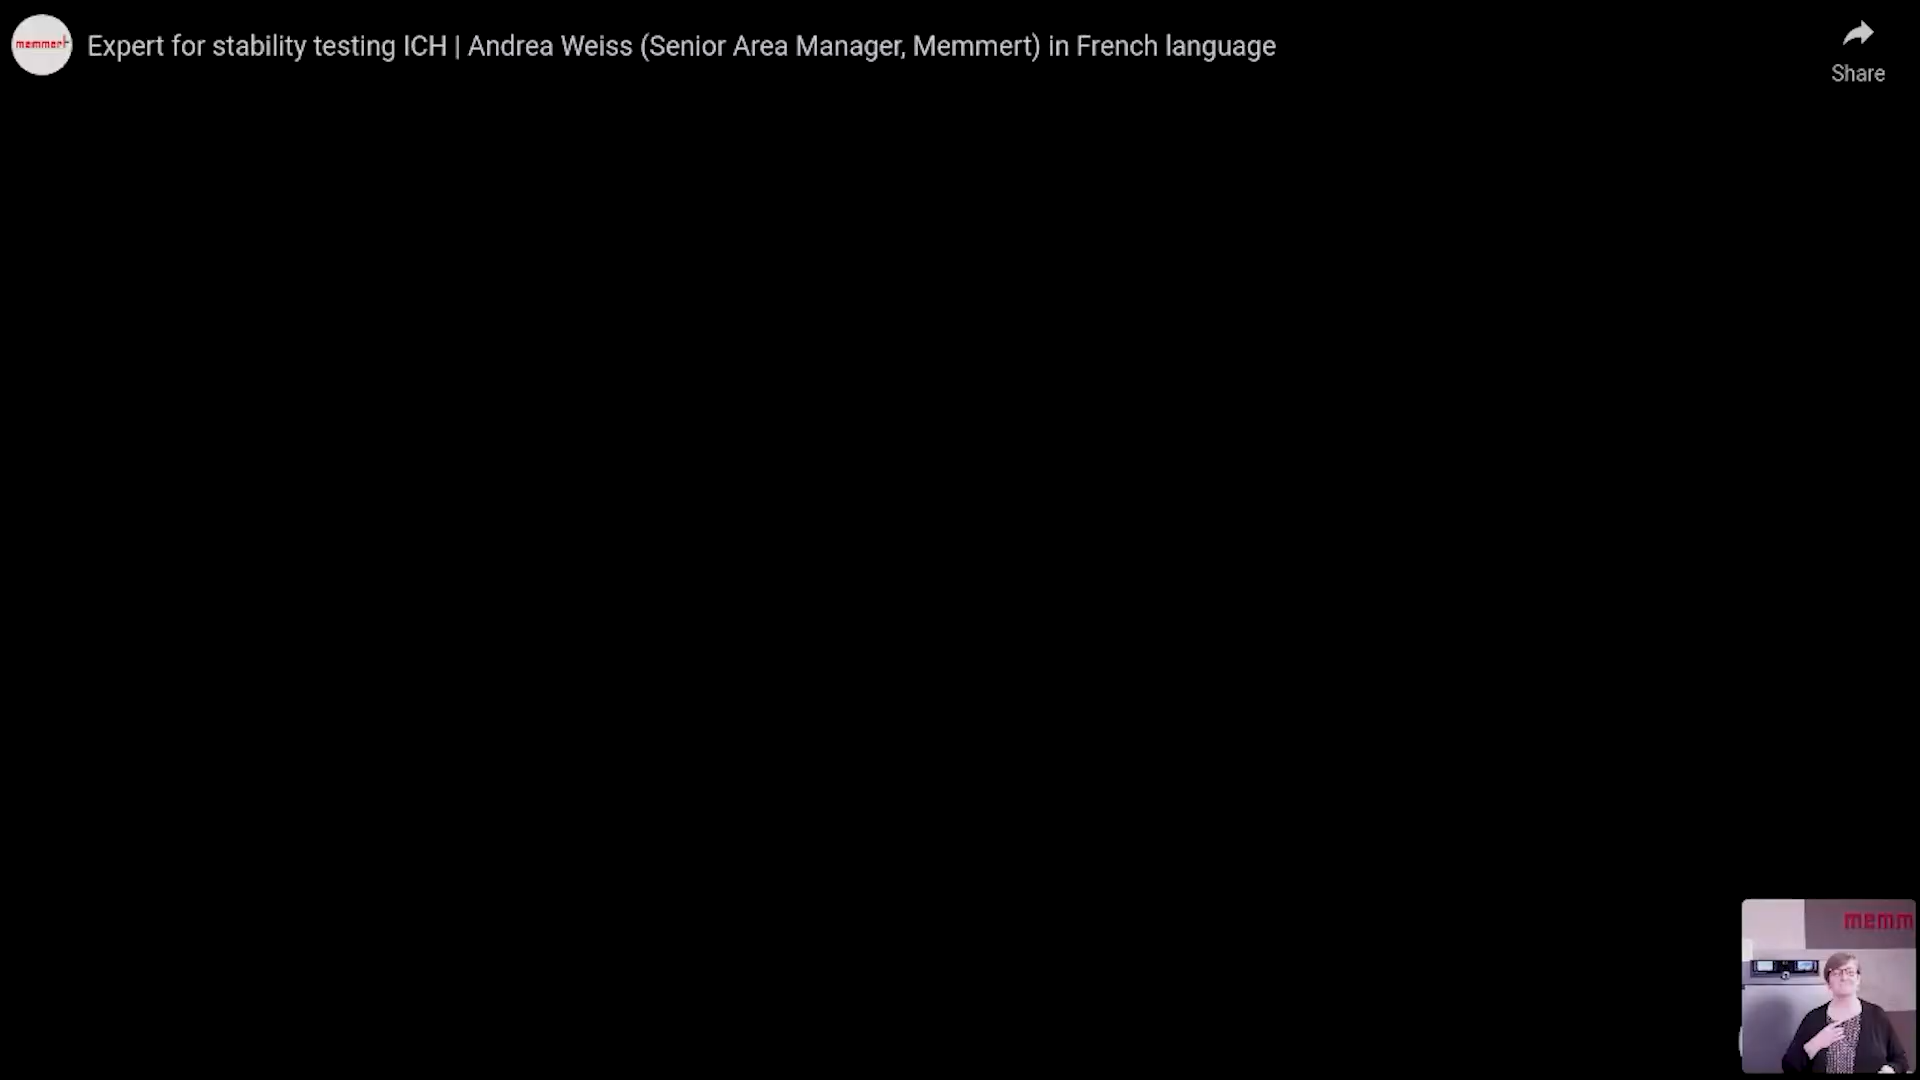 memmert
Expert for stability testing ICH | Andrea Weiss (Senior Area Manager, Memmert) in French language
Share
memm